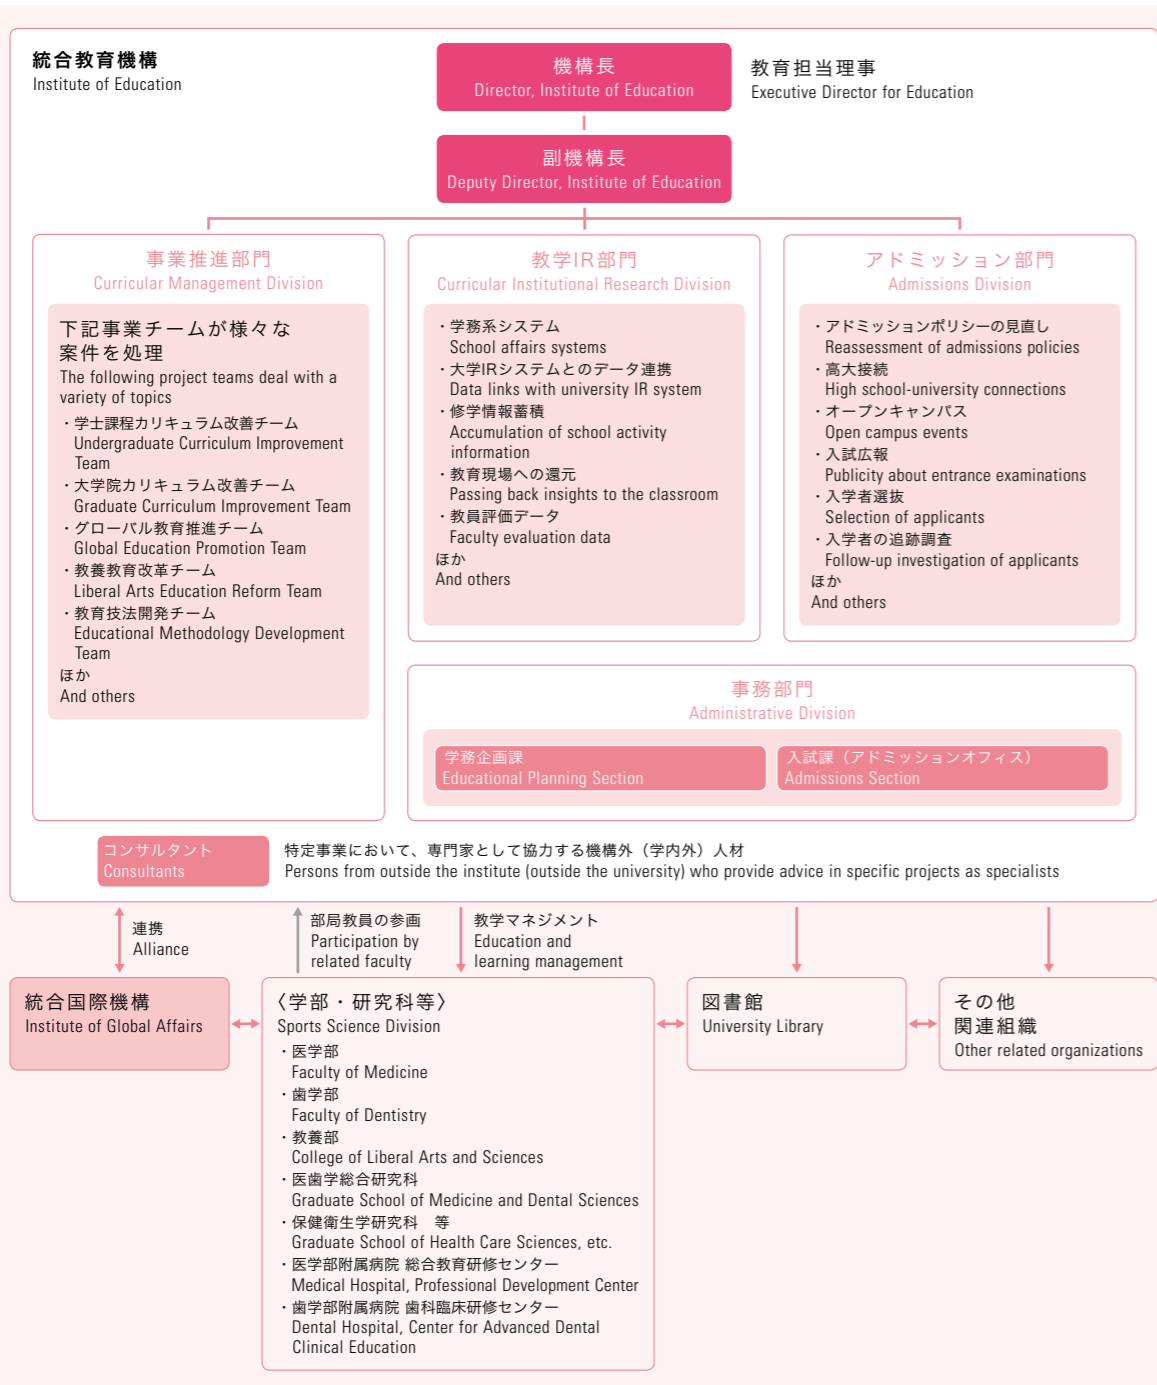 統合教育機構
Institute of Education
機構長
Director, Institute of Education
教育担当理事
Executive Director for Education
副機構長
Deputy Director, Institute of Education
事業推進部門
Curricular Management Division
下記事業チームが様々な
案件を処理
The following project teams deal with a
variety of topics
・学士課程カリキュラム改善チーム
Undergraduate Curriculum Improvement
Team
・大学院カリキュラム改善チーム
Graduate Curriculum Improvement Team
・グローバル教育推進チーム
Global Education Promotion Team
・教養教育改革チーム
Liberal Arts Education Reform Team
・教育技法開発チーム
Educational Methodology Development
Team
ほか
And others
教学IR部門
Curricular Institutional Research Division
・学務系システム
School affairs systems
・大学IRシステムとのデータ連携
Data links with university IR system
・修学情報蓄積
Accumulation of school activity
information
・教育現場への還元
Passing back insights to the classroom
・教員評価データ
Faculty evaluation data
ほか
And others
アドミッション部門
Admissions Division
・アドミッションポリシーの見直し
Reassessment of admissions policies
・高大接続
High school-university connections
・オープンキャンパス
Open campus events
・入試広報
Publicity about entrance examinations
・入学者選抜
Selection of applicants
・入学者の追跡調査
Follow-up investigation of applicants
ほか
And others
事務部門
Administrative Division
学務企画課
Educational Planning Section
入試課（アドミッションオフィス）
Admissions Section
コンサルタント
Consultants
特定事業において、専門家として協力する機構外（学内外）人材
Persons from outside the institute (outside the university) who provide advice in specific projects as specialists
連携
Alliance
部局教員の参画
Participation by
related faculty
教学マネジメント
Education and
learning management
統合国際機構
Institute of Global Affairs
〈学部・研究科等〉
Sports Science Division
・医学部
Faculty of Medicine
・歯学部
Faculty of Dentistry
・教養部
College of Liberal Arts and Sciences
・医歯学総合研究科
Graduate School of Medicine and Dental Sciences
・保健衛生学研究科　等
Graduate School of Health Care Sciences, etc.
・医学部附属病院 総合教育研修センター
Medical Hospital, Professional Development Center
・歯学部附属病院 歯科臨床研修センター
Dental Hospital, Center for Advanced Dental
Clinical Education
図書館
University Library
その他
関連組織
Other related organizations